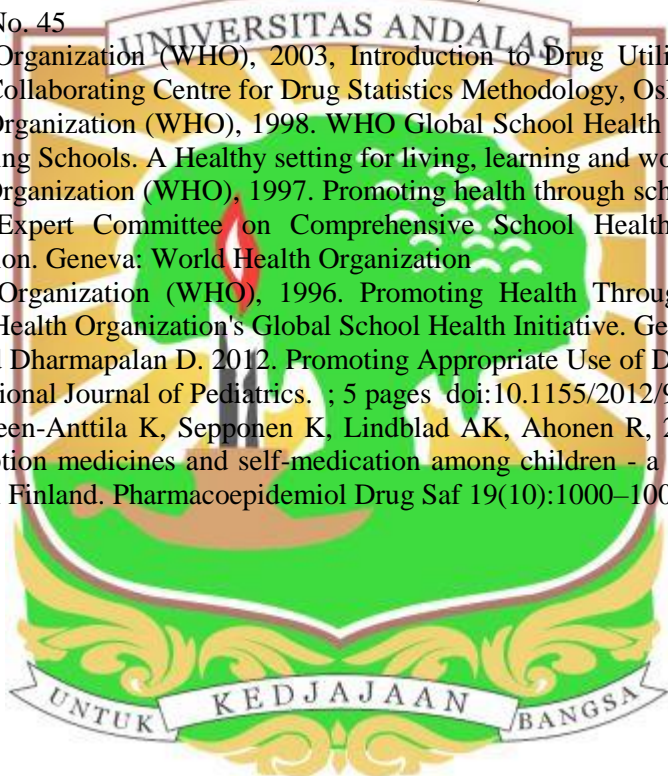 No. 45
UNIVERSITAS ANDALAS
Organization (WHO), 2003, Introduction to Drug Utili
Collaborating Centre for Drug Statistics Methodology, Os
Organization (WHO), 1998. WHO Global School Health
ing Schools. A Healthy setting for living, learning and wo
Organization (WHO), 1997. Promoting health through sch
Expert Committee on Comprehensive School Health
ion. Geneva: World Health Organization
Organization (WHO), 1996. Promoting Health Throug
Health Organization's Global School Health Initiative. Ge
d Dharmapalan D. 2012. Promoting Appropriate Use of D
ional Journal of Pediatrics. ; 5 pages doi:10.1155/2012/9
een-Anttila K, Sepponen K, Lindblad AK, Ahonen R, 2
ption medicines and self-medication among children - a
Finland. Pharmacoepidemiol Drug Saf 19(10):1000–100
UNTUK KEDJAJAAN BANGSA